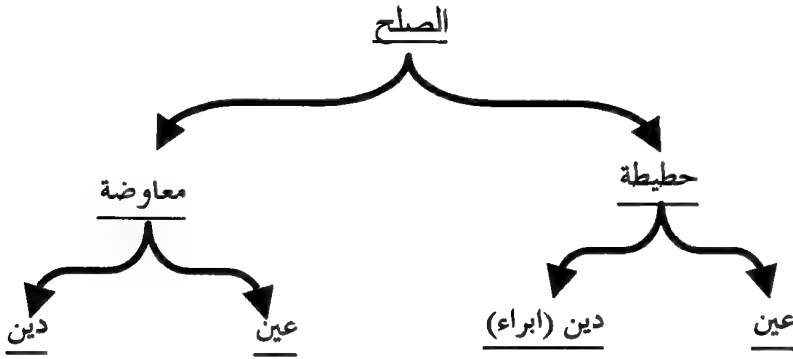 الصلح
حطيطة
معاوضة
عين
دين (ابراء)
عين
دين